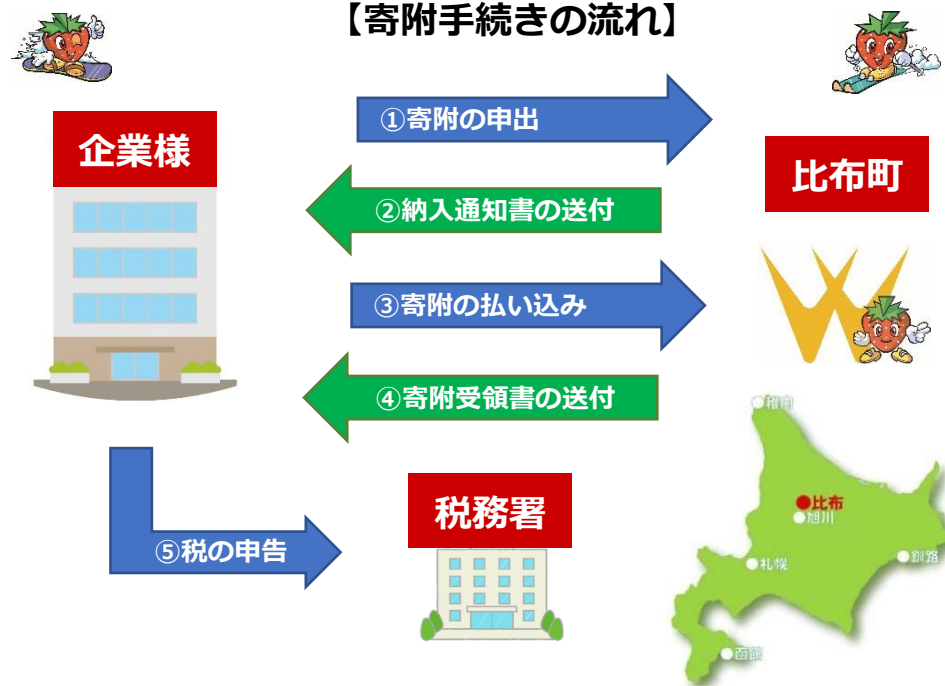 【寄附手続きの流れ】
①寄附の申出
企業様
比布町
②納入通知書の送付
③寄附の払い込み
④寄附受領書の送付
稚内
税務署
比布
旭川
⑤税の申告
札幌
釧路
函館